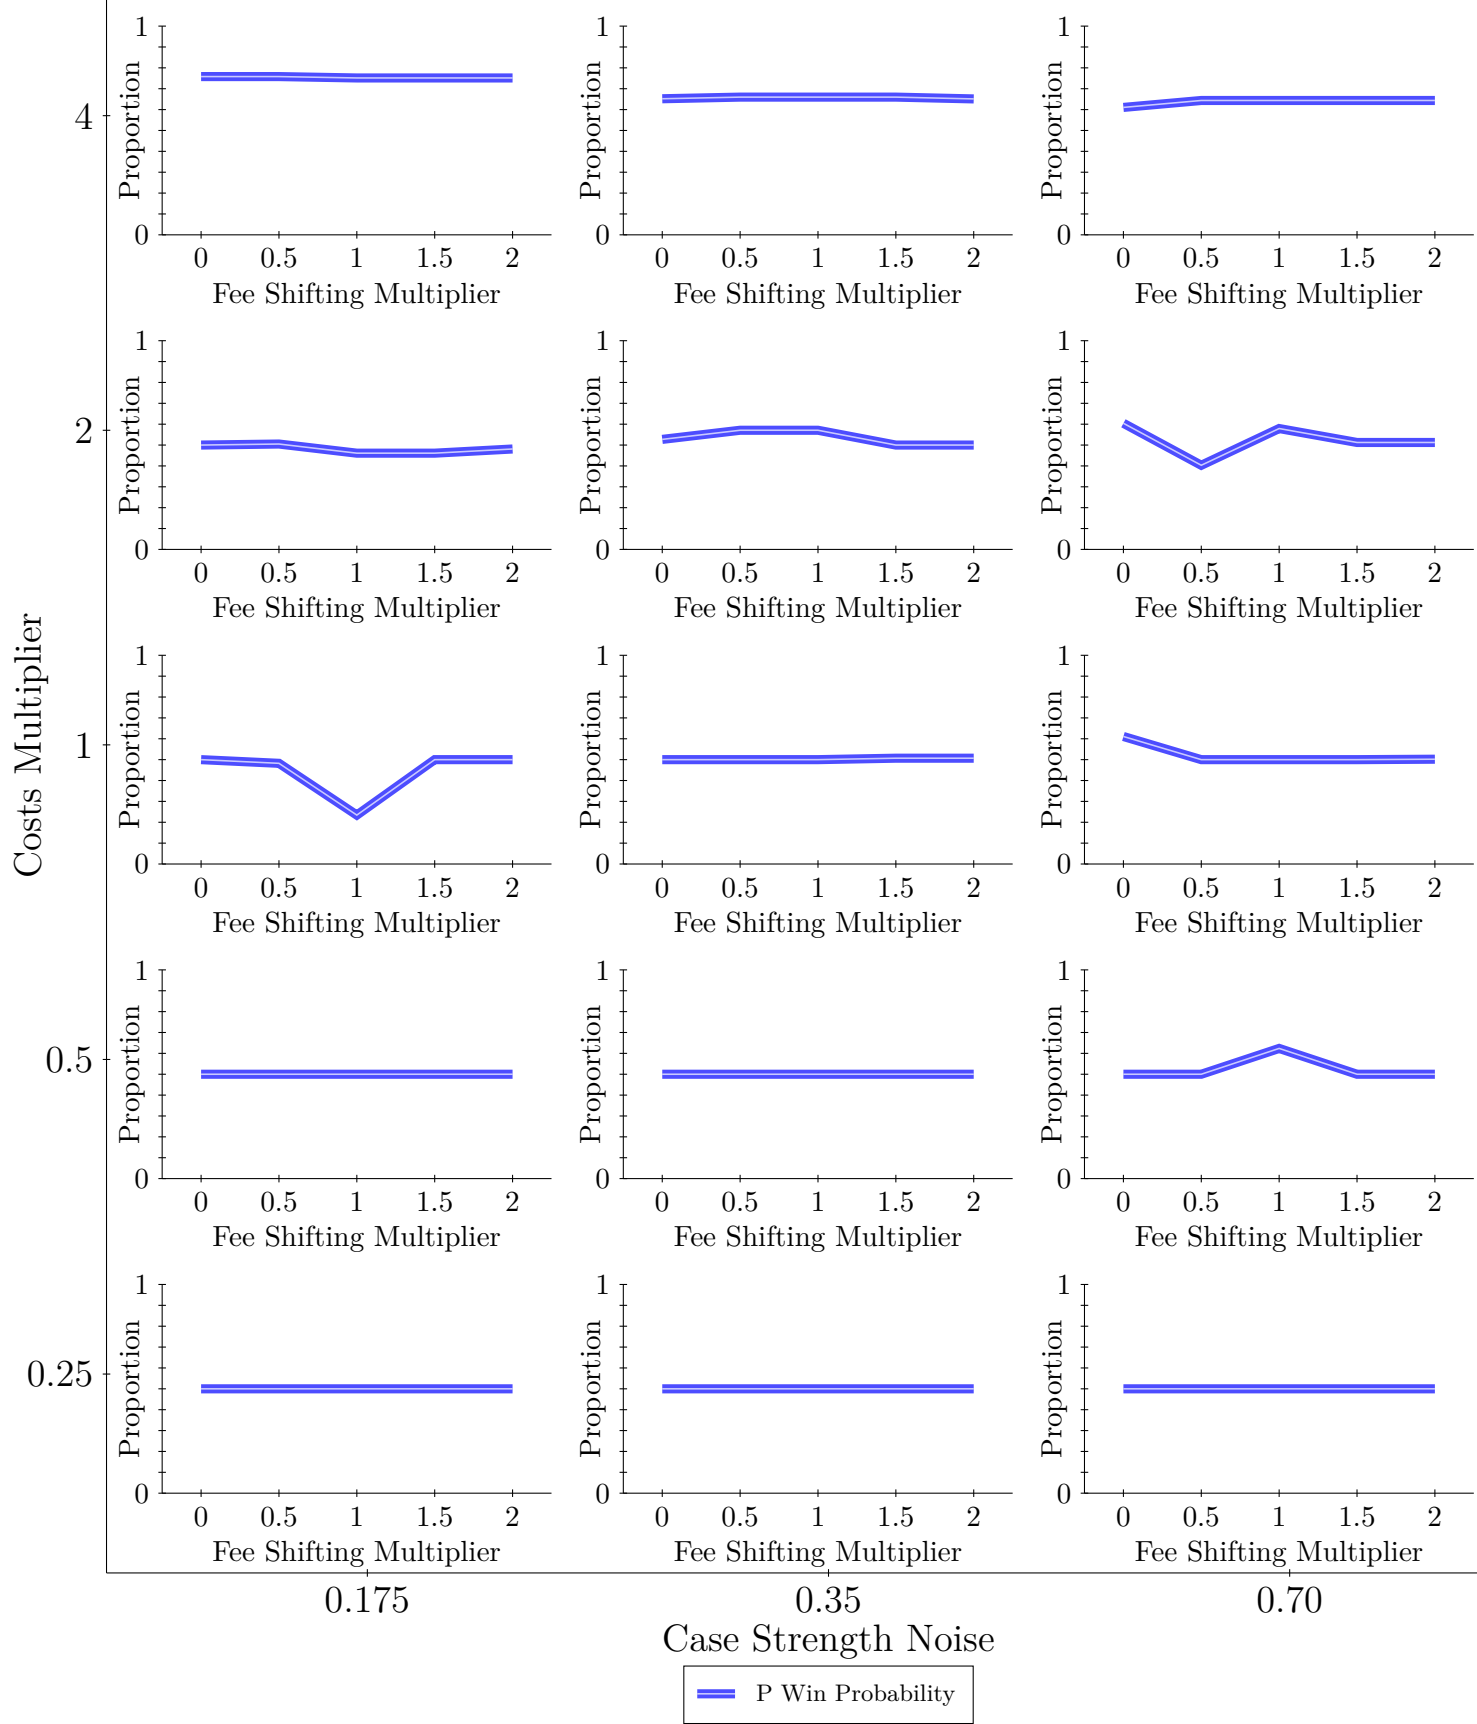 1
1
1
Proportion
Proportion
Proportion
4
0
0
0
0 0.5 1 1.5 2
0 0.5 1 1.5 2
0 0.5 1 1.5 2
Fee Shifting Multiplier
Fee Shifting Multiplier
Fee Shifting Multiplier
1
1
1
Proportion
Proportion
Proportion
2
0
0
0
0 0.5 1 1.5 2
0 0.5 1 1.5 2
0 0.5 1 1.5 2
Fee Shifting Multiplier
Fee Shifting Multiplier
Fee Shifting Multiplier
Costs Multiplier
1
1
1
Proportion
Proportion
Proportion
1
0
0
0
0 0.5 1 1.5 2
0 0.5 1 1.5 2
0 0.5 1 1.5 2
Fee Shifting Multiplier
Fee Shifting Multiplier
Fee Shifting Multiplier
1
1
1
Proportion
Proportion
Proportion
0.5
0
0
0
0 0.5 1 1.5 2
0 0.5 1 1.5 2
0 0.5 1 1.5 2
Fee Shifting Multiplier
Fee Shifting Multiplier
Fee Shifting Multiplier
1
1
1
Proportion
Proportion
Proportion
0.25
0
0
0
0 0.5 1 1.5 2
0 0.5 1 1.5 2
0 0.5 1 1.5 2
Fee Shifting Multiplier
Fee Shifting Multiplier
Fee Shifting Multiplier
0.175 0.35 0.70
Case Strength Noise
P Win Probability